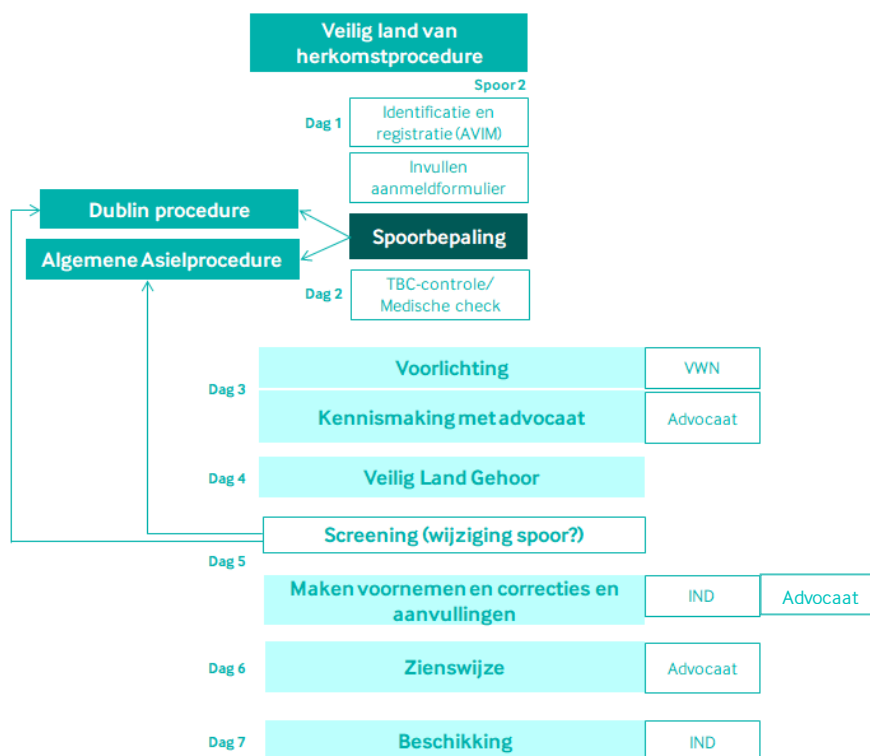 Veilig land van
herkomstprocedure
Spoor 2
Dag 1
Identificatie en
registratie (AVIM)
Invullen
aanmeldformulier
Dublin procedure
Spoorbepaling
Algemene Asielprocedure
Dag 2
TBC-controle/
Medische check
Voorlichting
VWN
Dag 3
Kennismaking met advocaat
Advocaat
Dag 4
Veilig Land Gehoor
Screening (wijziging spoor?)
Dag 5
Maken voornemen en correcties en
aanvullingen
IND
Advocaat
Dag 6
Zienswijze
Advocaat
Dag 7
Beschikking
IND